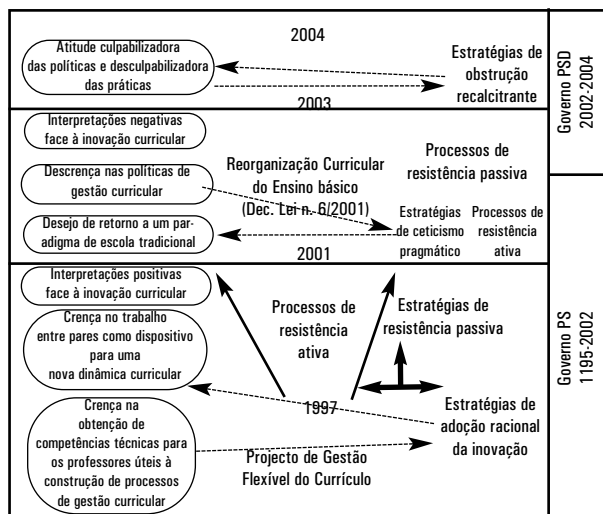 2004
Atitude culpabilizadora
das políticas e desculpabilizadora
das práticas
Estratégias de
obstrução
recalcitrante
2003
Governo PSD
2002-2004
Interpretações negativas
face à inovação curricular
Descrença nas políticas de
gestão curricular
Desejo de retorno a um par-
adigma de escola tradicional
Reorganização Curricular
do Ensino básico
(Dec. Lei n. 6/2001)
Processos de
resistência passiva
Estratégias
de ceticismo
pragmático
Processos de
resistência
ativa
2001
Interpretações positivas
face à inovação curricular
Crença no trabalho
entre pares como dispositivo
para uma
nova dinâmica curricular
Crença na
obtenção de
competências técnicas para
os professores úteis à
construção de processos
de gestão curricular
Processos de
resistência
ativa
Estratégias de
resistência passiva
1997
Estratégias de
adoção racional
da inovação
Projecto de Gestão
Flexível do Currículo
Governo PS
1195-2002